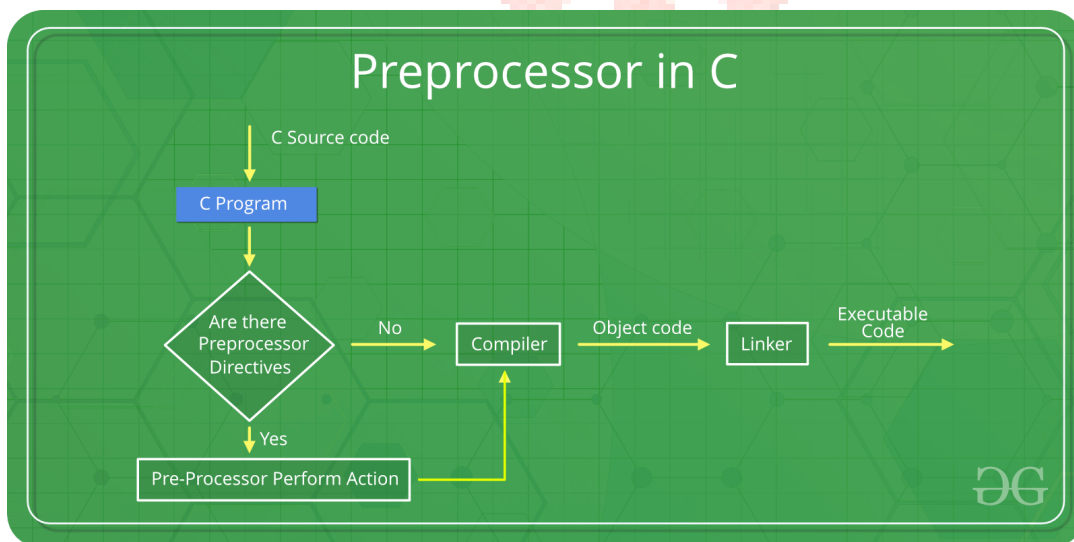 Preprocessor in C
C Source code
C Program
Are there
Preprocessor
Directives
No
Compiler
Object code
Linker
Executable
Code
Yes
Pre-Processor Perform Action